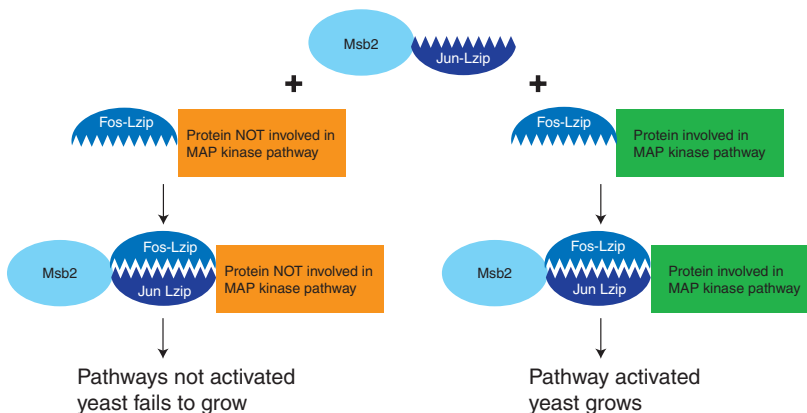 Msb2
Jun-Lzip
+
+
Fos-Lzip
Protein NOT involved in
MAP kinase pathway
Fos-Lzip
Protein involved in
MAP kinase pathway
Msb2
Fos-Lzip
Jun Lzip
Protein NOT involved in
MAP kinase pathway
Msb2
Fos-Lzip
Jun Lzip
Protein involved in
MAP kinase pathway
Pathways not activated
yeast fails to grow
Pathway activated
yeast grows